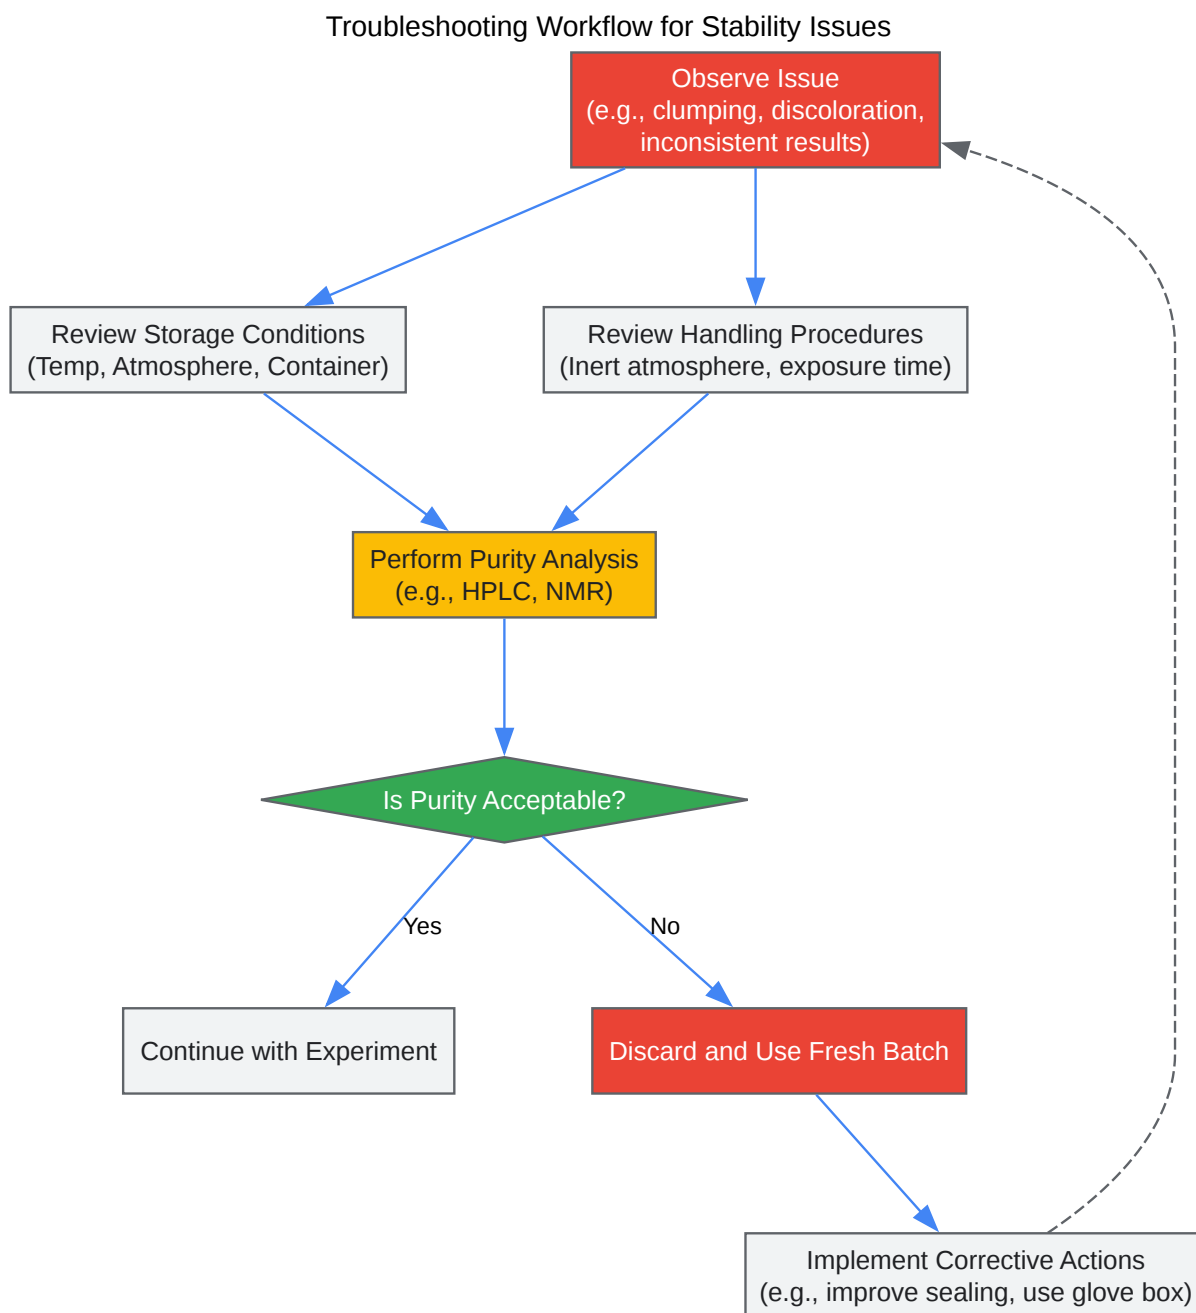 Troubleshooting Workflow for Stability Issues
Observe Issue
(e.g., clumping, discoloration,
inconsistent results)
Review Storage Conditions
(Temp, Atmosphere, Container)
Review Handling Procedures
(Inert atmosphere, exposure time)
Perform Purity Analysis
(e.g., HPLC, NMR)
Is Purity Acceptable?
Yes
No
Continue with Experiment
Discard and Use Fresh Batch
Implement Corrective Actions
(e.g., improve sealing, use glove box)